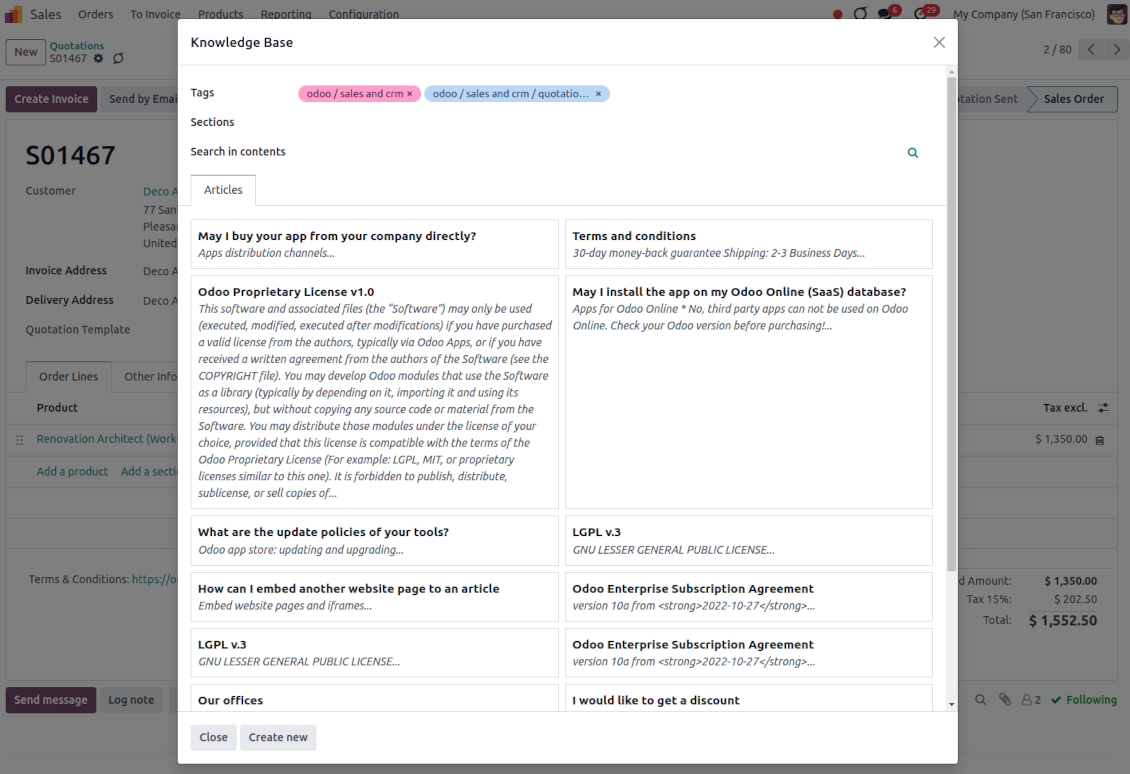 Sales Orders To Invoice Products Reporting Configuration 6 29 My Company (San Francisco)
New Quotations
S01467
2 / 80
Create Invoice Send by Emai
tation Sent Sales Order
S01467
Customer Deco A
77 San
Pleasa
United
Invoice Address Deco A
Delivery Address Deco A
Quotation Template
Order Lines Other Info
Product Tax excl.
Renovation Architect (Work $ 1,350.00
Add a product Add a secti
Terms & Conditions: https://o
d Amount: $ 1,350.00
Tax 15%: $ 202.50
Total: $ 1,552.50
Send message Log note
2 Following
Knowledge Base
Tags odoo / sales and crm × odoo / sales and crm / quotatio... ×
Sections
Search in contents
Articles
May I buy your app from your company directly?
Apps distribution channels...
Terms and conditions
30-day money-back guarantee Shipping: 2-3 Business Days...
Odoo Proprietary License v1.0
This software and associated files (the “Software”) may only be used
(executed, modified, executed after modifications) if you have purchased
a valid license from the authors, typically via Odoo Apps, or if you have
received a written agreement from the authors of the Software (see the
COPYRIGHT file). You may develop Odoo modules that use the Software
as a library (typically by depending on it, importing it and using its
resources), but without copying any source code or material from the
Software. You may distribute those modules under the license of your
choice, provided that this license is compatible with the terms of the
Odoo Proprietary License (For example: LGPL, MIT, or proprietary
licenses similar to this one). It is forbidden to publish, distribute,
sublicense, or sell copies of...
May I install the app on my Odoo Online (SaaS) database?
Apps for Odoo Online * No, third party apps can not be used on Odoo
Online. Check your Odoo version before purchasing!...
What are the update policies of your tools?
Odoo app store: updating and upgrading...
LGPL v.3
GNU LESSER GENERAL PUBLIC LICENSE...
How can I embed another website page to an article
Embed website pages and iframes...
Odoo Enterprise Subscription Agreement
version 10a from <strong>2022-10-27</strong>...
LGPL v.3
GNU LESSER GENERAL PUBLIC LICENSE...
Odoo Enterprise Subscription Agreement
version 10a from <strong>2022-10-27</strong>...
Our offices
I would like to get a discount
Close Create new